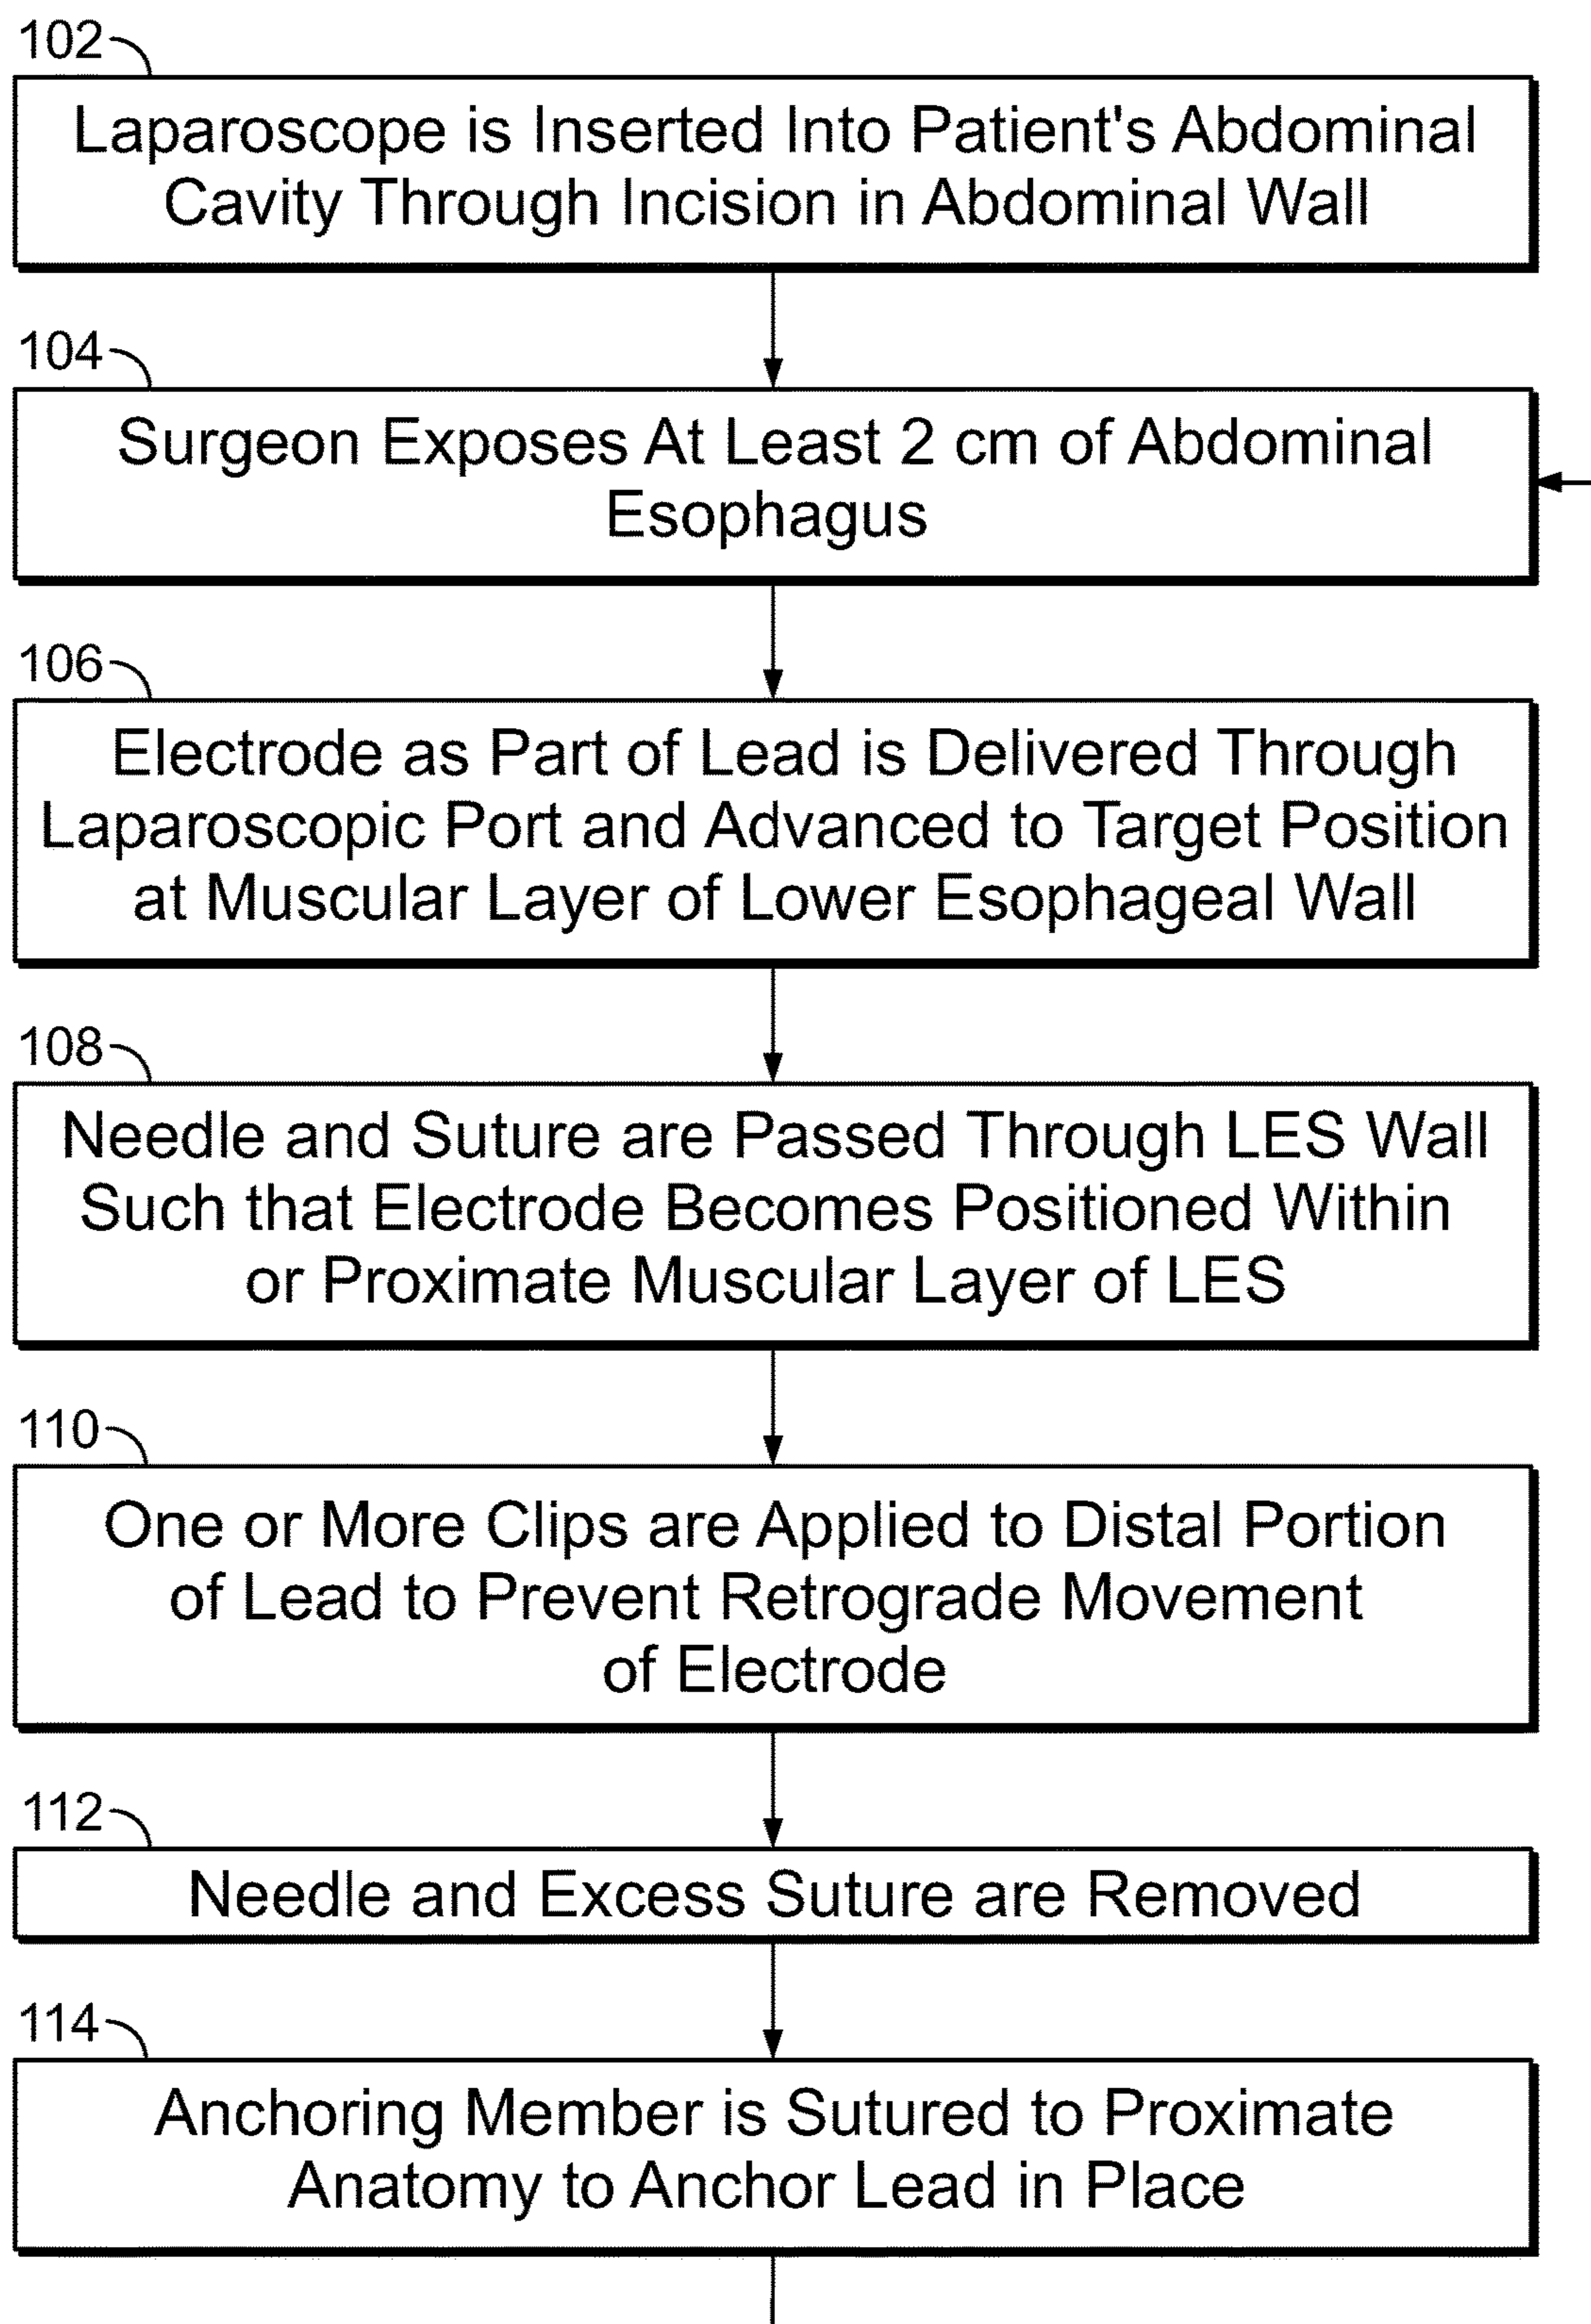 102
Laparoscope is Inserted Into Patient's Abdominal
Cavity Through Incision in Abdominal Wall
104
Surgeon Exposes At Least 2 cm of Abdominal
Esophagus
106
Electrode as Part of Lead is Delivered Through
Laparoscopic Port and Advanced to Target Position
at Muscular Layer of Lower Esophageal Wall
108
Needle and Suture are Passed Through LES Wall
Such that Electrode Becomes Positioned Within
or Proximate Muscular Layer of LES
110
One or More Clips are Applied to Distal Portion
of Lead to Prevent Retrograde Movement
of Electrode
112
Needle and Excess Suture are Removed
114
Anchoring Member is Sutured to Proximate
Anatomy to Anchor Lead in Place